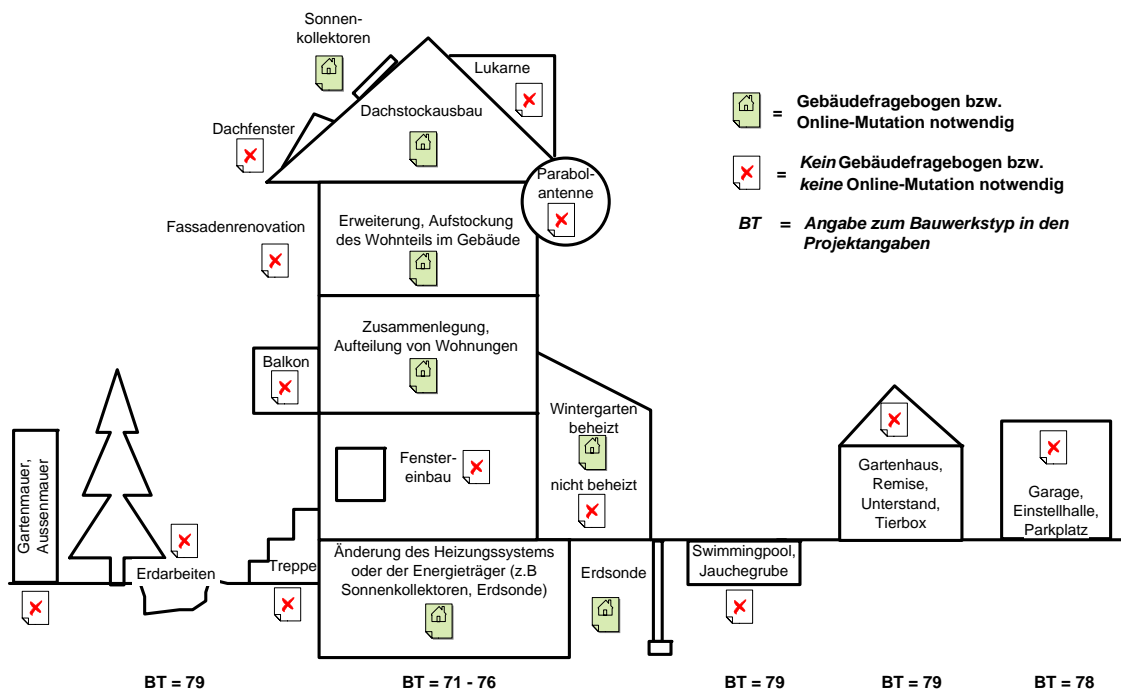 Sonnen-
kollektoren
Lukarne
Dachstockausbau
Dachfenster
Parabol-
antenne
Fassadenrenovation
Erweiterung, Aufstockung
des Wohnteils im Gebäude
Zusammenlegung,
Aufteilung von Wohnungen
Balkon
Wintergarten
beheizt
nicht beheizt
Fenster-
einbau
Gartenmauer,
Aussenmauer
Erdarbeiten
Treppe
Änderung des Heizungssystems
oder der Energieträger (z.B
Sonnenkollektoren, Erdsonde)
Erdsonde
Swimmingpool,
Jauchegrube
Gartenhaus,
Remise,
Unterstand,
Tierbox
Garage,
Einstellhalle,
Parkplatz
= Gebäudefragebogen bzw.
Online-Mutation notwendig
= Kein Gebäudefragebogen bzw.
keine Online-Mutation notwendig
BT = Angabe zum Bauwerkstyp in den
Projektangaben
BT = 79
BT = 71 - 76
BT = 79
BT = 79
BT = 78